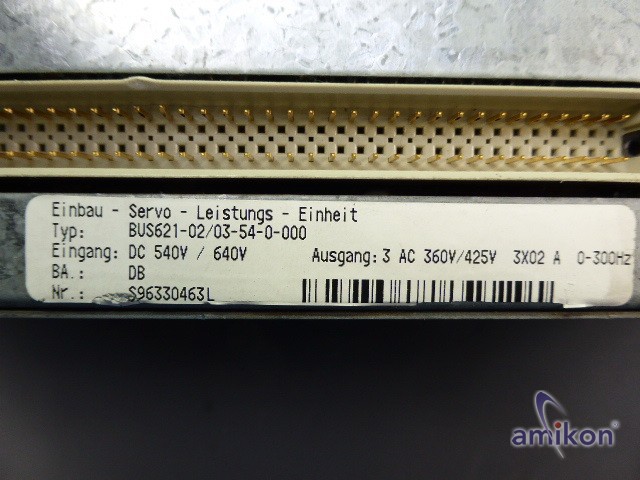 Einbau - Servo - Leistungs - Einheit
Typ: BUS621-02/03-54-0-000
Eingang: DC 540V / 640V Ausgang: 3 AC 360V/425V 3X02 A 0-300Hz
BA.: DB
Nr.: S96330463L
amikon®